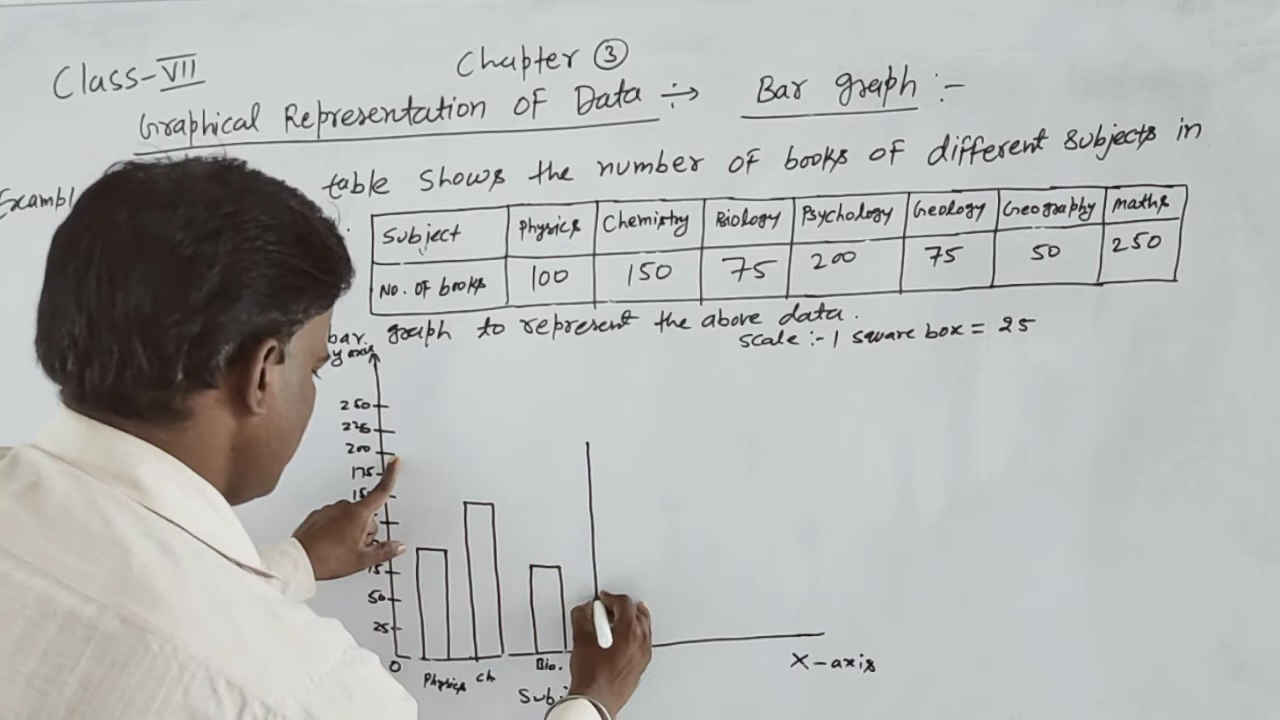 Class-VII
Chapter ③
Graphical Representation of Data ÷→ Bar graph :-
table shows the number of books of different subjects in
Subject Physics Chemistry Biology Psychology Geology Geography Maths
No. of books 100 150 75 200 75 50 250
bar graph to represent the above data.
Scale :- 1 square box = 25
y axis
250
225
200
175
50
25
0
Physics Ch Bio.
X-axis